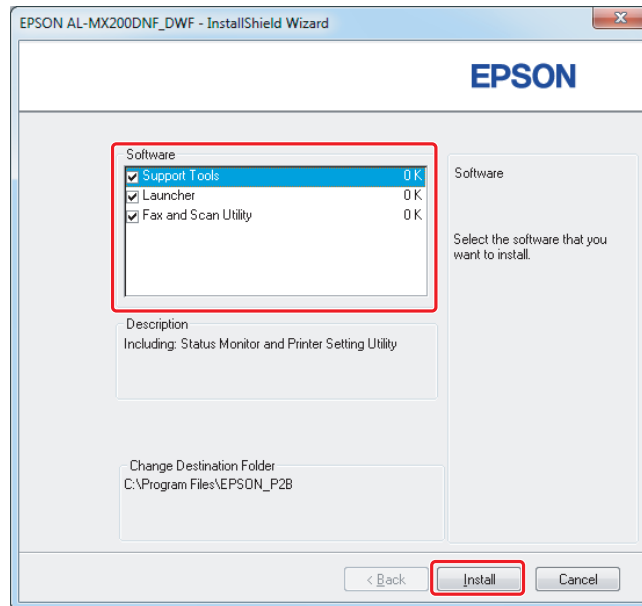 EPSON AL-MX200DNF_DWF - InstallShield Wizard
EPSON
Software
Support Tools 0 K
Launcher 0 K
Fax and Scan Utility 0 K
Software
Select the software that you
want to install.
Description
Including: Status Monitor and Printer Setting Utility
Change Destination Folder
C:\Program Files\EPSON_P2B
< Back
Install
Cancel